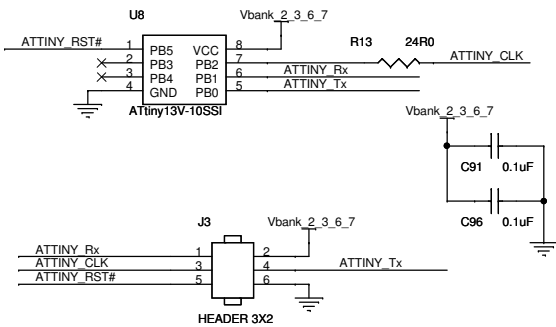 U8
Vbank_2_3_6_7
ATTINY_RST# 1 PB5 VCC 8
R13 24R0
2 PB3 PB2 7 ATTINY_CLK
3 PB4 PB1 6 ATTINY_Rx
4 GND PB0 5 ATTINY_Tx
ATtiny13V-10SSI
Vbank_2_3_6_7
C91 0.1uF
C96 0.1uF
J3 Vbank_2_3_6_7
ATTINY_Rx 1 2
ATTINY_CLK 3 4 ATTINY_Tx
ATTINY_RST# 5 6
HEADER 3X2